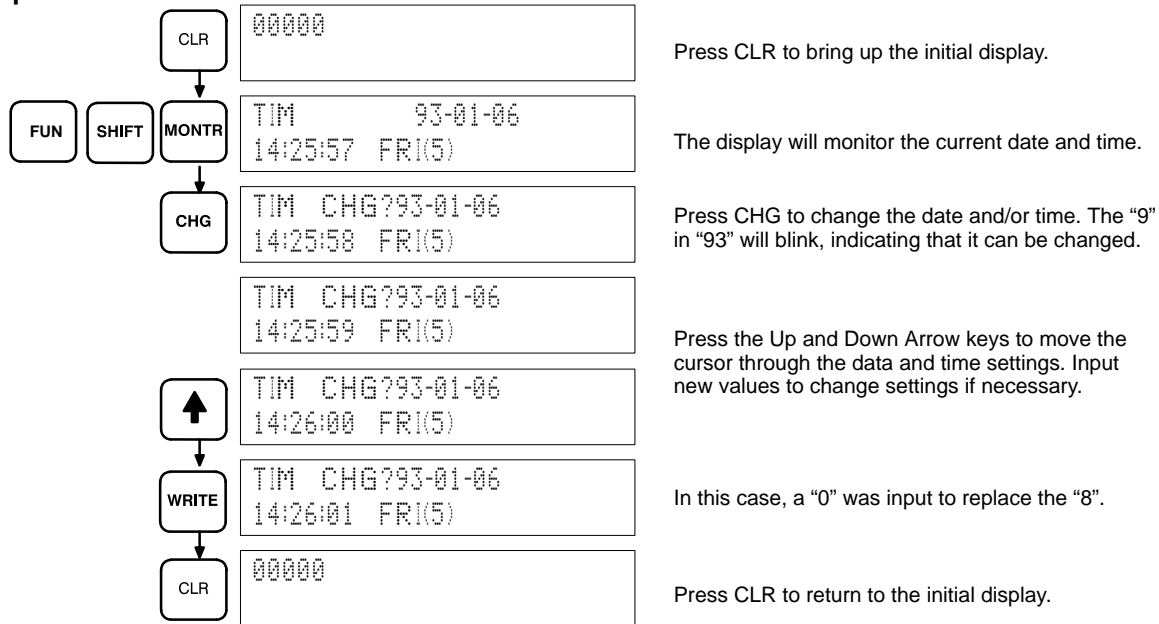 CLR
00000
Press CLR to bring up the initial display.
FUN SHIFT MONTR
TIM 93-01-06
14:25:57 FRI(5)
The display will monitor the current date and time.
CHG
TIM CHG?93-01-06
14:25:58 FRI(5)
Press CHG to change the date and/or time. The “9”
in “93” will blink, indicating that it can be changed.
TIM CHG?93-01-06
14:25:59 FRI(5)
Press the Up and Down Arrow keys to move the
cursor through the data and time settings. Input
new values to change settings if necessary.
TIM CHG?93-01-06
14:26:00 FRI(5)
WRITE
TIM CHG?93-01-06
14:26:01 FRI(5)
In this case, a “0” was input to replace the “8”.
CLR
00000
Press CLR to return to the initial display.